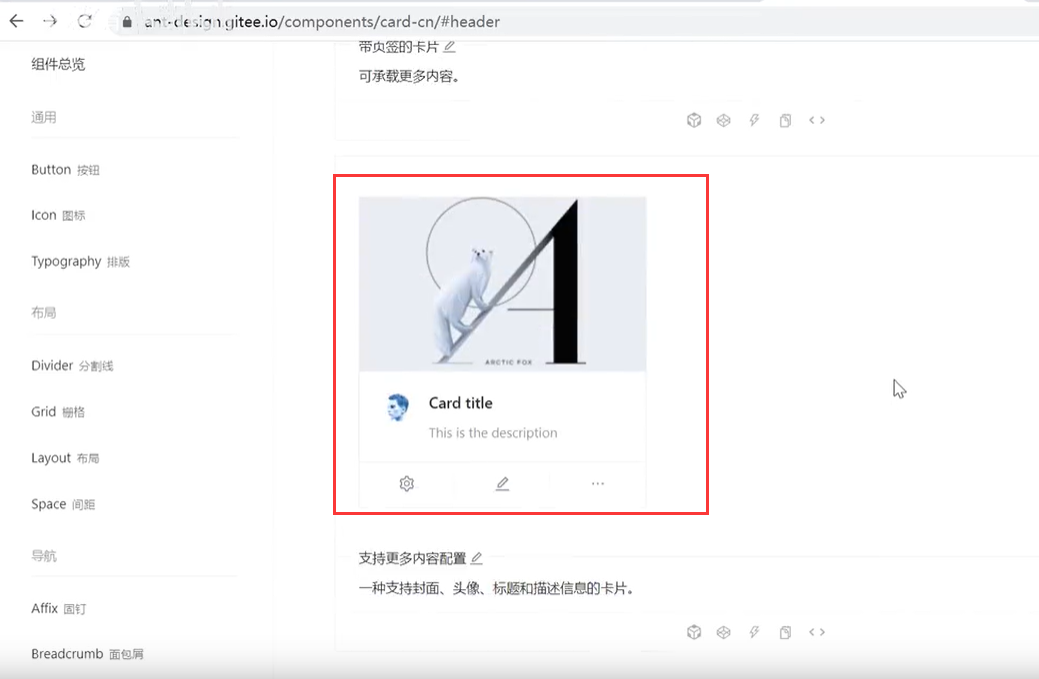 ant-design.gitee.io/components/card-cn/#header
组件总览
通用
Button 按钮
Icon 图标
Typography 排版
布局
Divider 分割线
Grid 栅格
Layout 布局
Space 间距
导航
Affix 固钉
Breadcrumb 面包屑
带页签的卡片
可承载更多内容。
ARCTIC FOX
Card title
This is the description
支持更多内容配置
一种支持封面、头像、标题和描述信息的卡片。